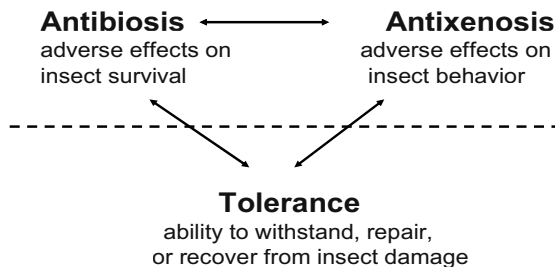 Antibiosis
adverse effects on
insect survival
Antixenosis
adverse effects on
insect behavior
Tolerance
ability to withstand, repair,
or recover from insect damage